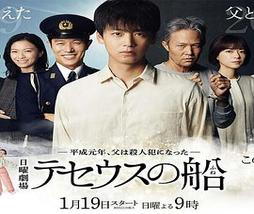 えた
父と
―平成元年、父は殺人犯になった―
日曜劇場
テセウスの船
1月19日スタート 日曜よる9時